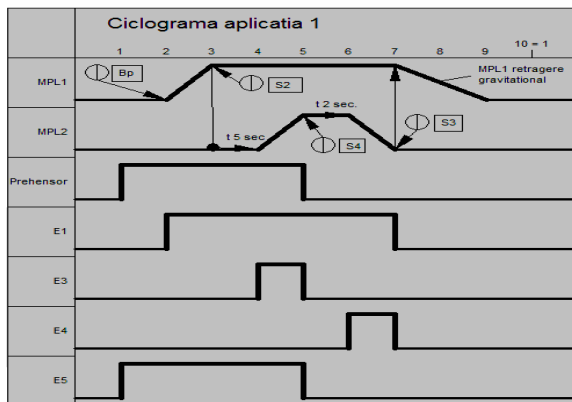 Ciclograma aplicatia 1
1 2 3 4 5 6 7 8 9 10 = 1
MPL1
Bp
S2
MPL1 retragere
gravitational
MPL2
t 5 sec
t 2 sec.
S4
S3
Prehensor
E1
E3
E4
E5